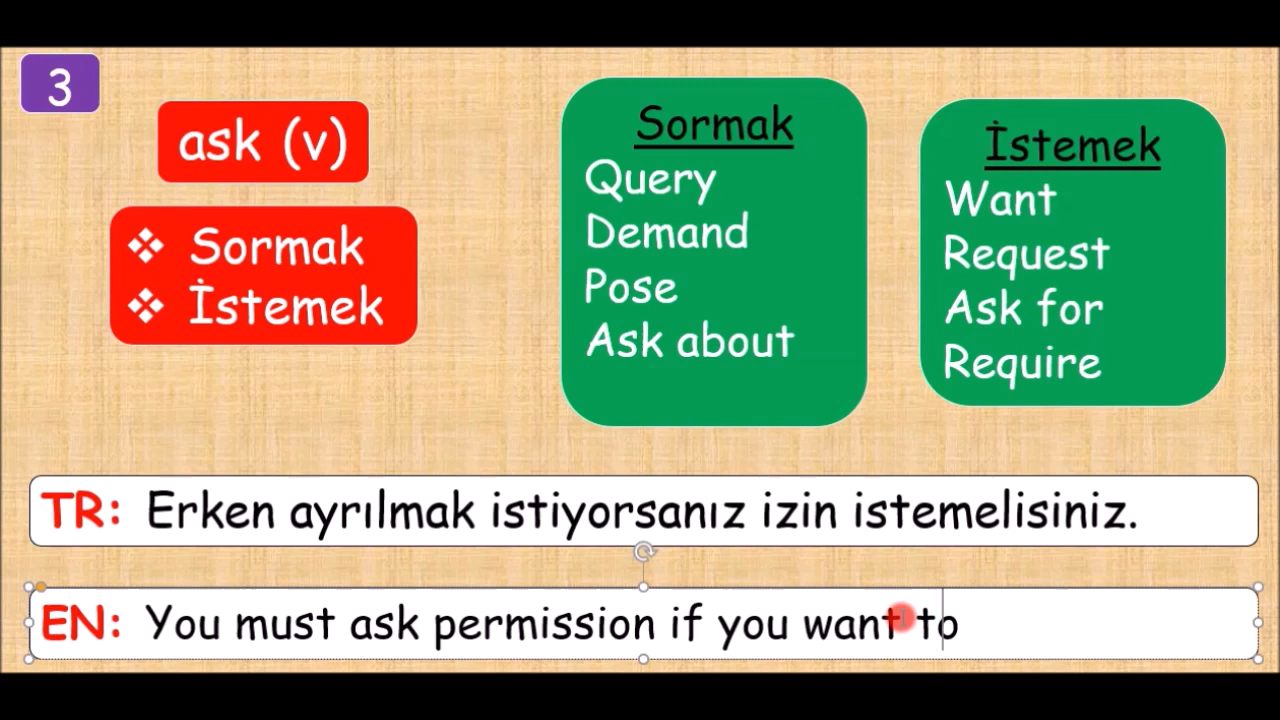 3
ask (v)
❖ Sormak
❖ İstemek
Sormak
Query
Demand
Pose
Ask about
İstemek
Want
Request
Ask for
Require
TR: Erken ayrılmak istiyorsanız izin istemelisiniz.
EN: You must ask permission if you want to